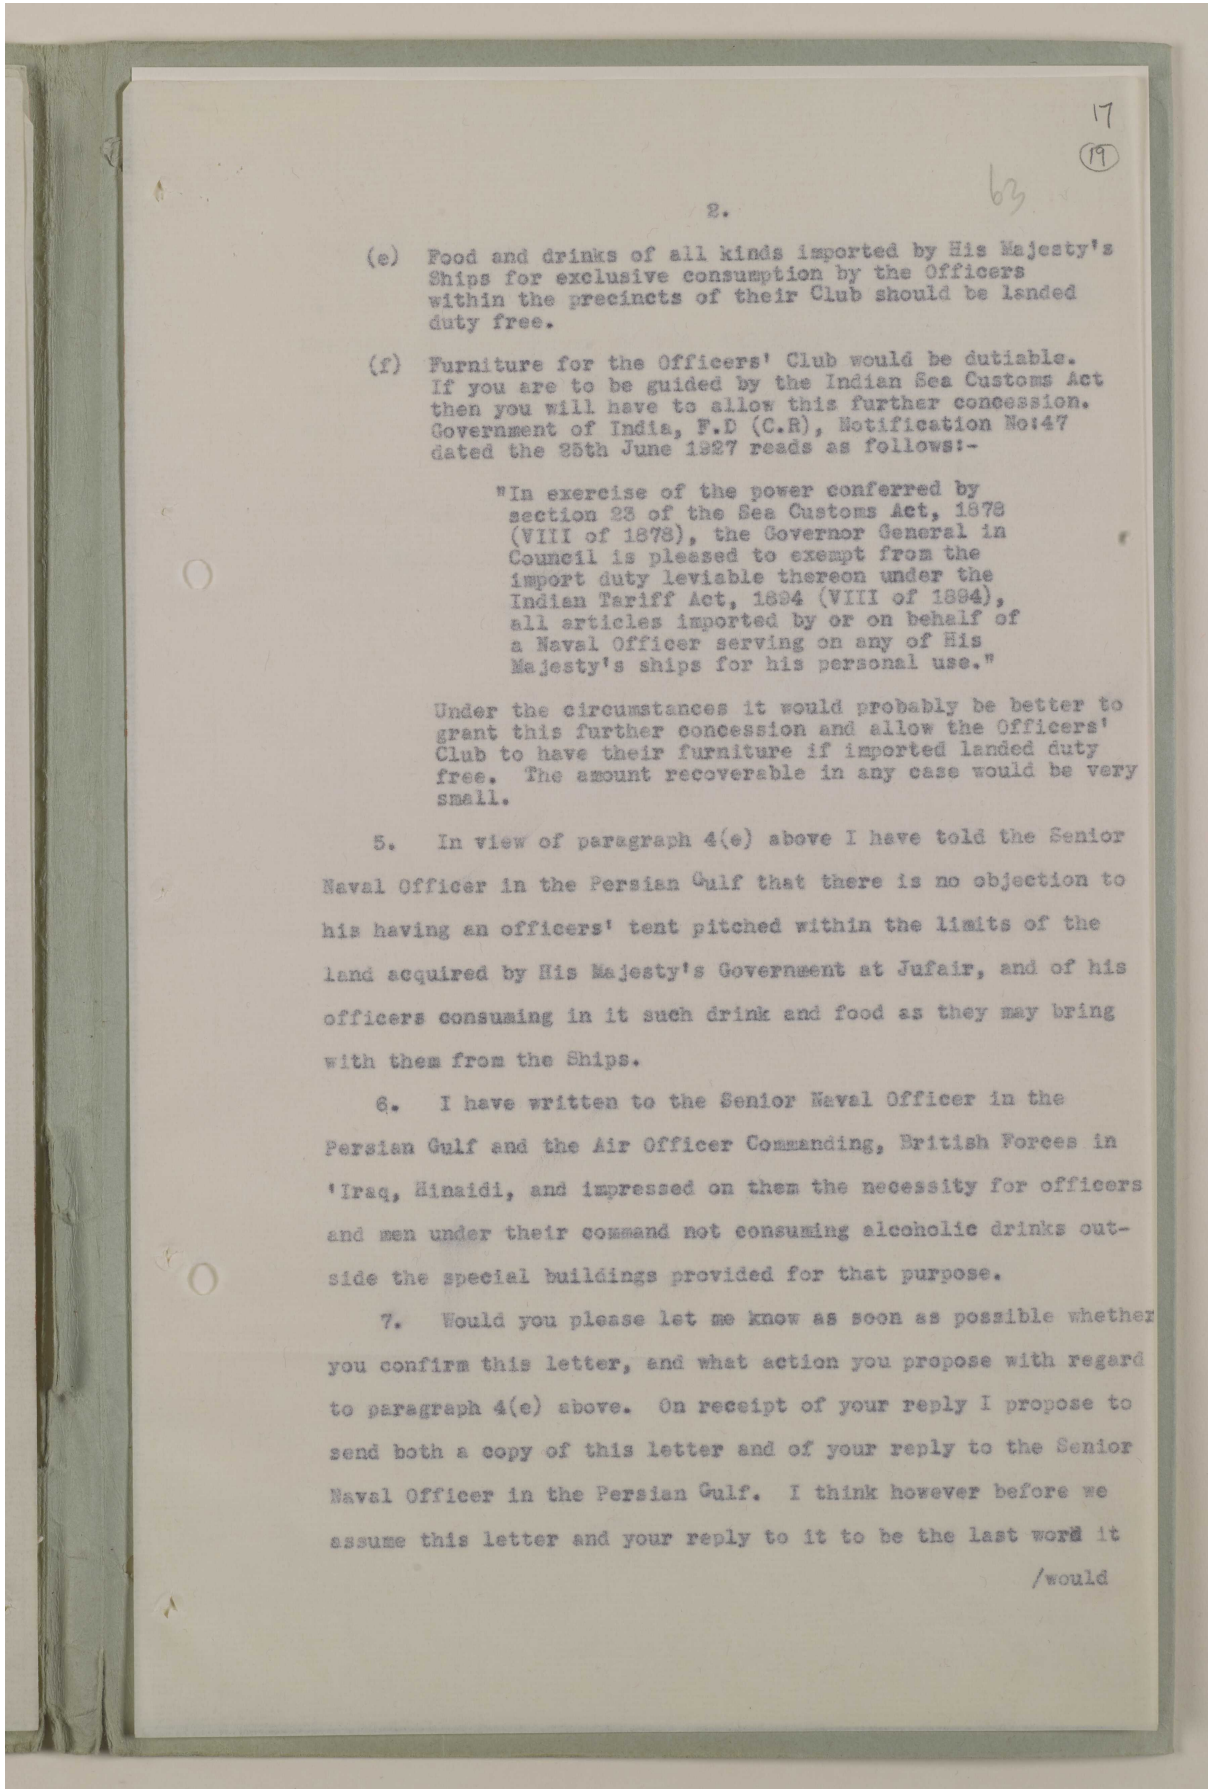 17
19
63
2.
(e) Food and drinks of all kinds imported by His Majesty's
Ships for exclusive consumption by the Officers
within the precincts of their Club should be landed
duty free.
(f) Furniture for the Officers' Club would be dutiable.
If you are to be guided by the Indian Sea Customs Act
then you will have to allow this further concession.
Government of India, F.D (C.R), Notification No:47
dated the 25th June 1927 reads as follows:-
"In exercise of the power conferred by
section 23 of the Sea Customs Act, 1878
(VIII of 1878), the Governor General in
Council is pleased to exempt from the
import duty leviable thereon under the
Indian Tariff Act, 1894 (VIII of 1894),
all articles imported by or on behalf of
a Naval Officer serving on any of His
Majesty's ships for his personal use."
Under the circumstances it would probably be better to
grant this further concession and allow the Officers'
Club to have their furniture if imported landed duty
free. The amount recoverable in any case would be very
small.
5. In view of paragraph 4(e) above I have told the Senior
Naval Officer in the Persian Gulf that there is no objection to
his having an officers' tent pitched within the limits of the
land acquired by His Majesty's Government at Jufair, and of his
officers consuming in it such drink and food as they may bring
with them from the Ships.
6. I have written to the Senior Naval Officer in the
Persian Gulf and the Air Officer Commanding, British Forces in
'Iraq, Hinaidi, and impressed on them the necessity for officers
and men under their command not consuming alcoholic drinks out-
side the special buildings provided for that purpose.
7. Would you please let me know as soon as possible whether
you confirm this letter, and what action you propose with regard
to paragraph 4(e) above. On receipt of your reply I propose to
send both a copy of this letter and of your reply to the Senior
Naval Officer in the Persian Gulf. I think however before we
assume this letter and your reply to it to be the last word it
/would